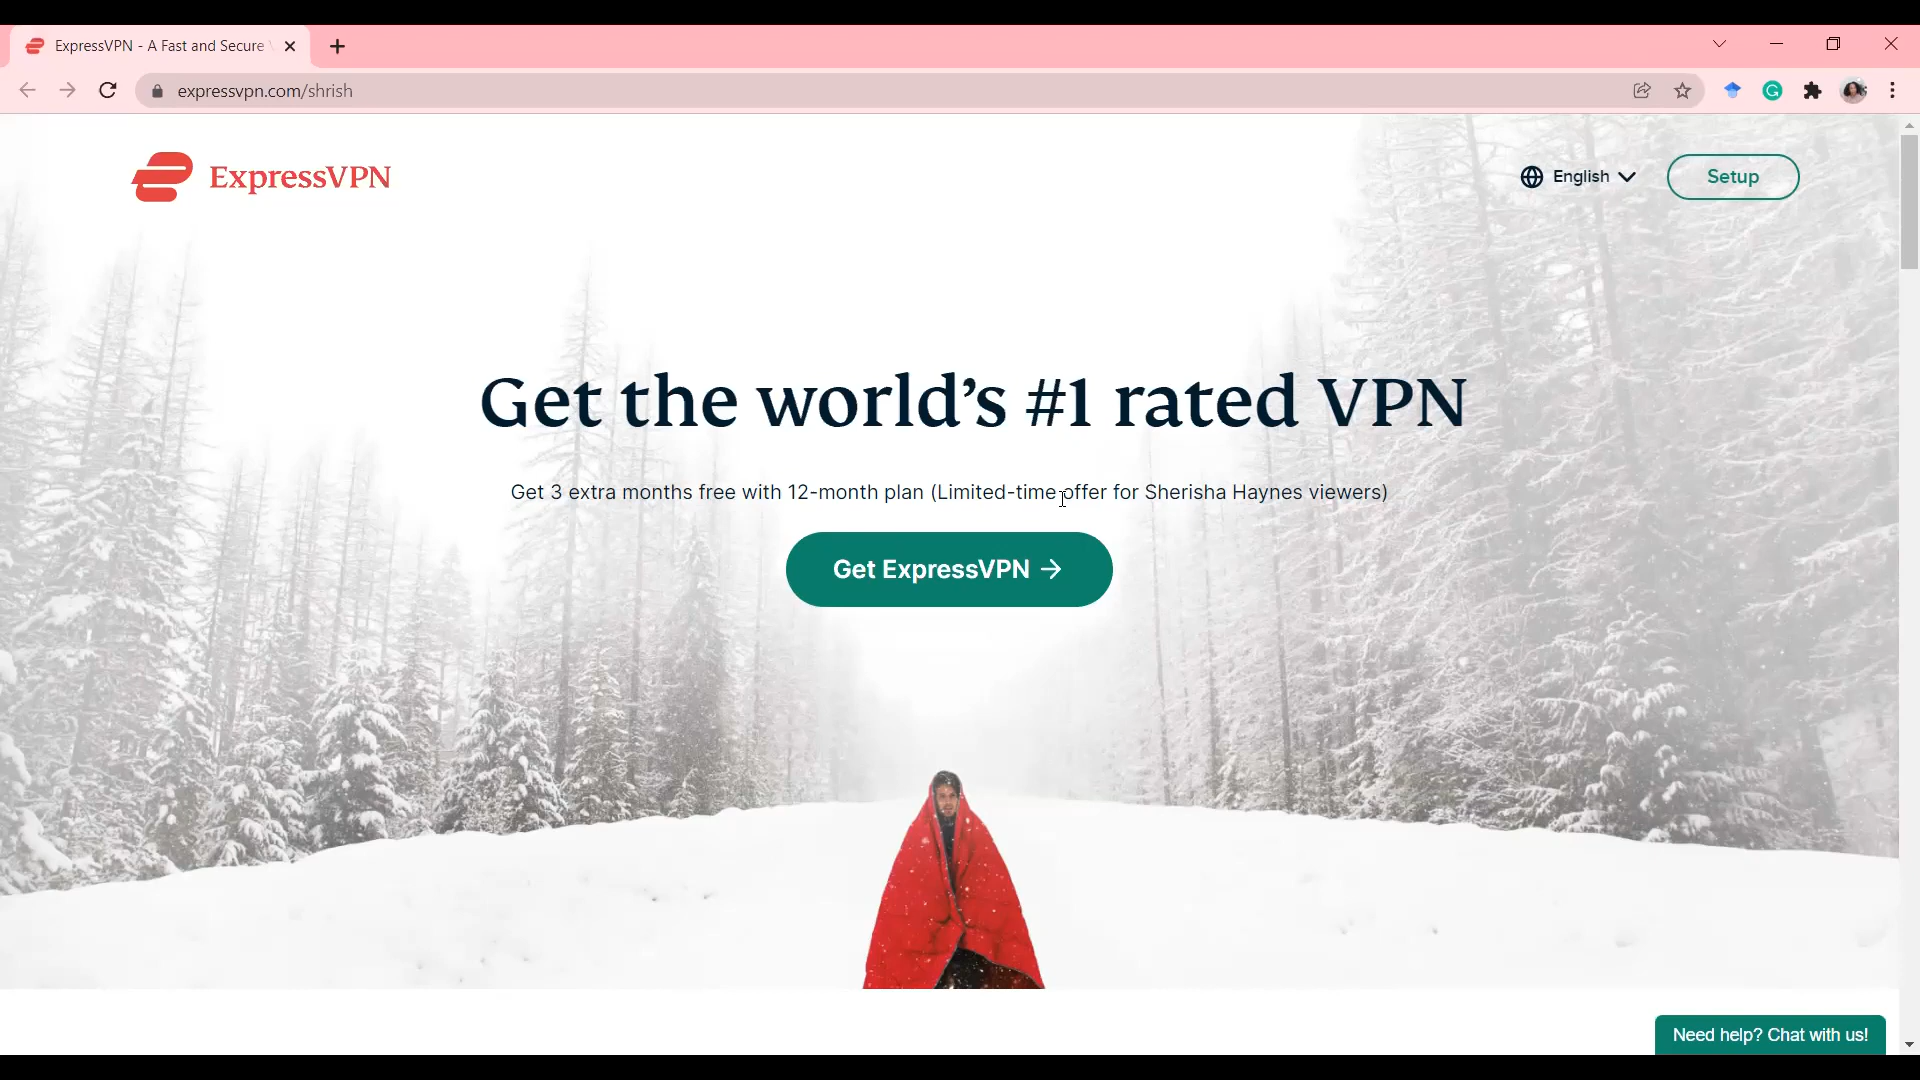 ExpressVPN - A Fast and Secure
expressvpn.com/shrish
ExpressVPN
English
Setup
Get the world's #1 rated VPN
Get 3 extra months free with 12-month plan (Limited-time offer for Sherisha Haynes viewers)
Get ExpressVPN →
Need help? Chat with us!